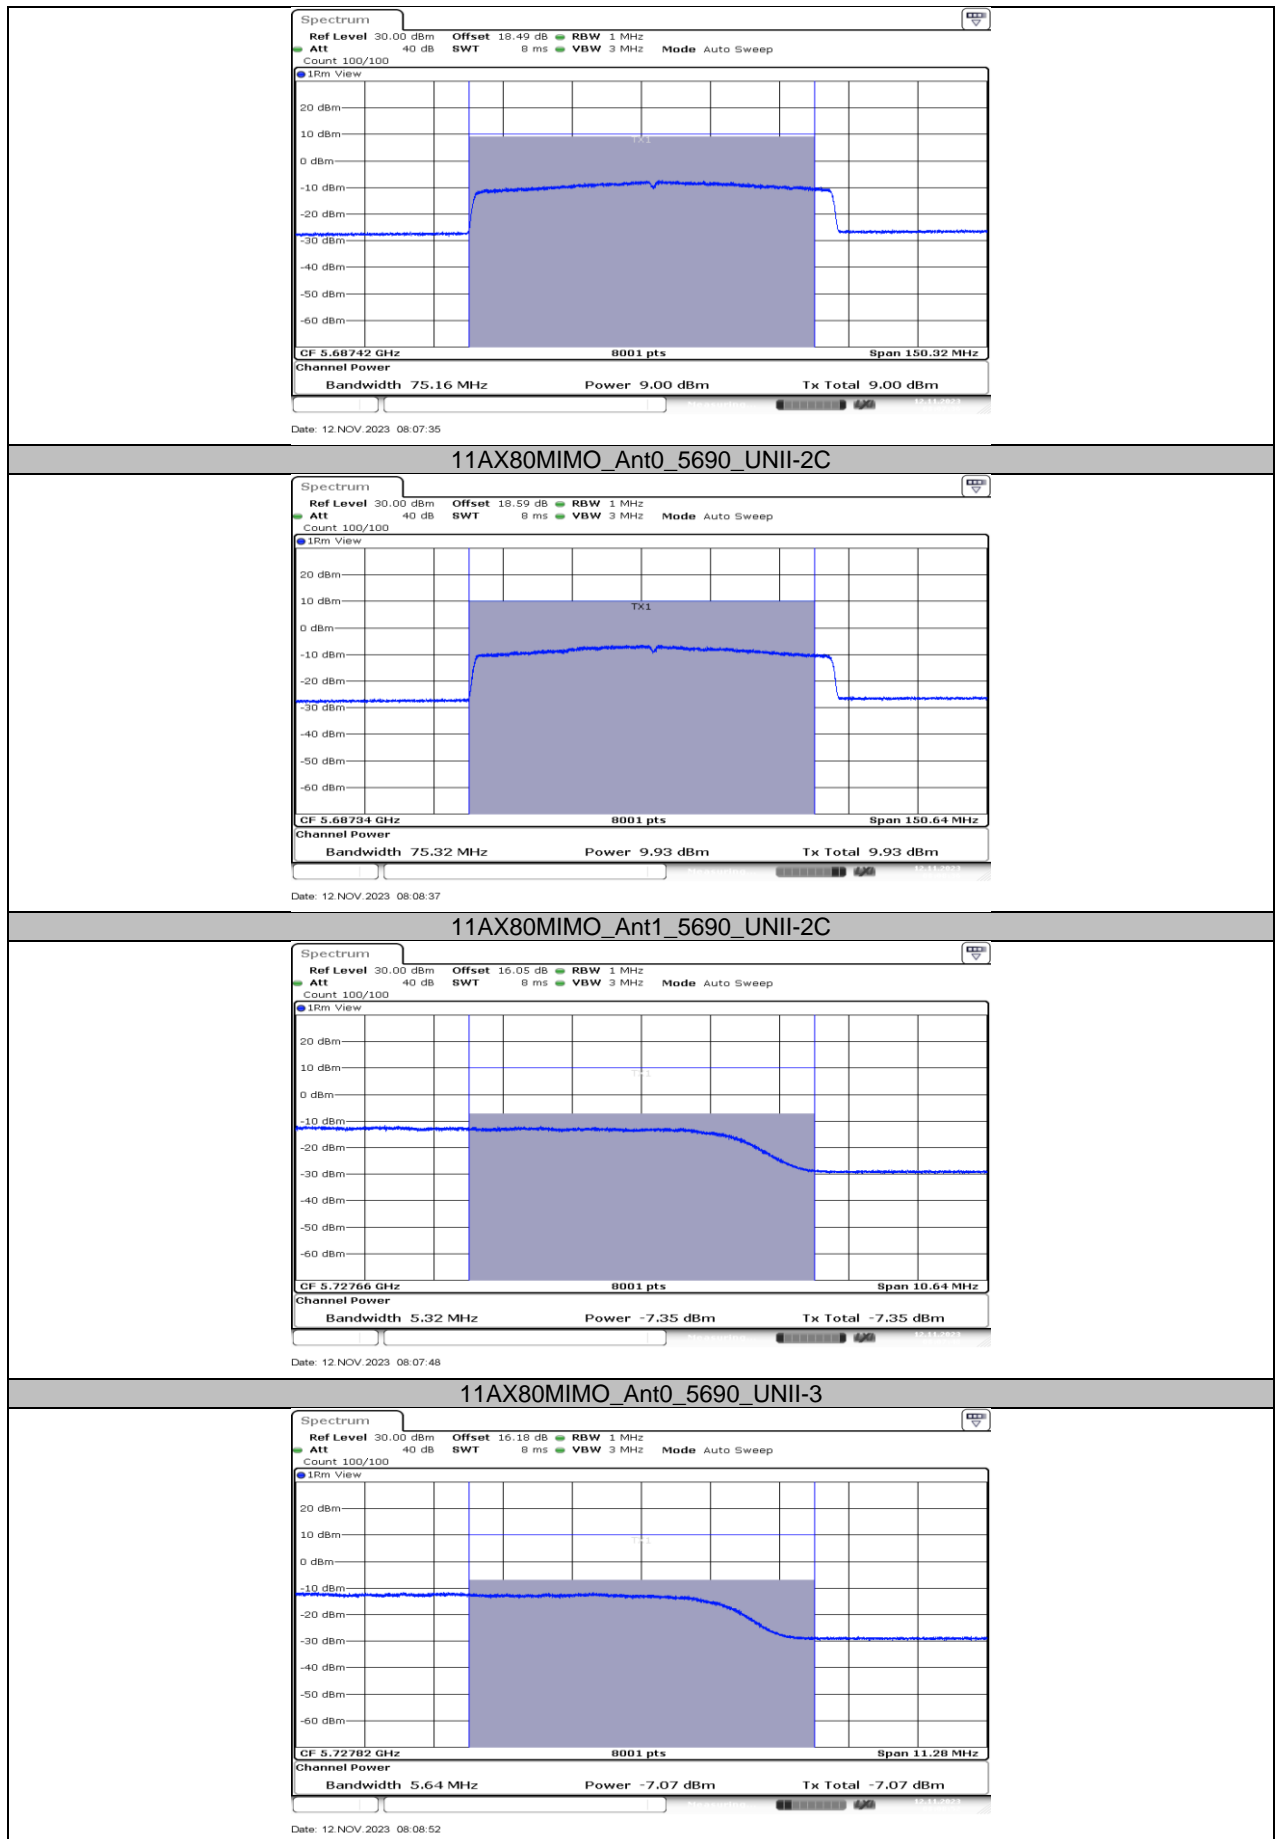 Spectrum
Ref Level 30.00 dBm Offset 18.49 dB RBW 1 MHz
Att 40 dB SWT 8 ms VBW 3 MHz Mode Auto Sweep
Count 100/100
1Rm View
20 dBm
10 dBm
TX1
0 dBm
-10 dBm
-20 dBm
-30 dBm
-40 dBm
-50 dBm
-60 dBm
CF 5.68742 GHz 8001 pts Span 150.32 MHz
Channel Power
Bandwidth 75.16 MHz Power 9.00 dBm Tx Total 9.00 dBm
Date: 12.NOV.2023 08:07:35
11AX80MIMO_Ant0_5690_UNII-2C
Spectrum
Ref Level 30.00 dBm Offset 18.59 dB RBW 1 MHz
Att 40 dB SWT 8 ms VBW 3 MHz Mode Auto Sweep
Count 100/100
1Rm View
20 dBm
10 dBm
TX1
0 dBm
-10 dBm
-20 dBm
-30 dBm
-40 dBm
-50 dBm
-60 dBm
CF 5.68734 GHz 8001 pts Span 150.64 MHz
Channel Power
Bandwidth 75.32 MHz Power 9.93 dBm Tx Total 9.93 dBm
Date: 12.NOV.2023 08:08:37
11AX80MIMO_Ant1_5690_UNII-2C
Spectrum
Ref Level 30.00 dBm Offset 16.05 dB RBW 1 MHz
Att 40 dB SWT 8 ms VBW 3 MHz Mode Auto Sweep
Count 100/100
1Rm View
20 dBm
10 dBm
TX1
0 dBm
-10 dBm
-20 dBm
-30 dBm
-40 dBm
-50 dBm
-60 dBm
CF 5.72766 GHz 8001 pts Span 10.64 MHz
Channel Power
Bandwidth 5.32 MHz Power -7.35 dBm Tx Total -7.35 dBm
Date: 12.NOV.2023 08:07:48
11AX80MIMO_Ant0_5690_UNII-3
Spectrum
Ref Level 30.00 dBm Offset 16.18 dB RBW 1 MHz
Att 40 dB SWT 8 ms VBW 3 MHz Mode Auto Sweep
Count 100/100
1Rm View
20 dBm
10 dBm
TX1
0 dBm
-10 dBm
-20 dBm
-30 dBm
-40 dBm
-50 dBm
-60 dBm
CF 5.72782 GHz 8001 pts Span 11.28 MHz
Channel Power
Bandwidth 5.64 MHz Power -7.07 dBm Tx Total -7.07 dBm
Date: 12.NOV.2023 08:08:52